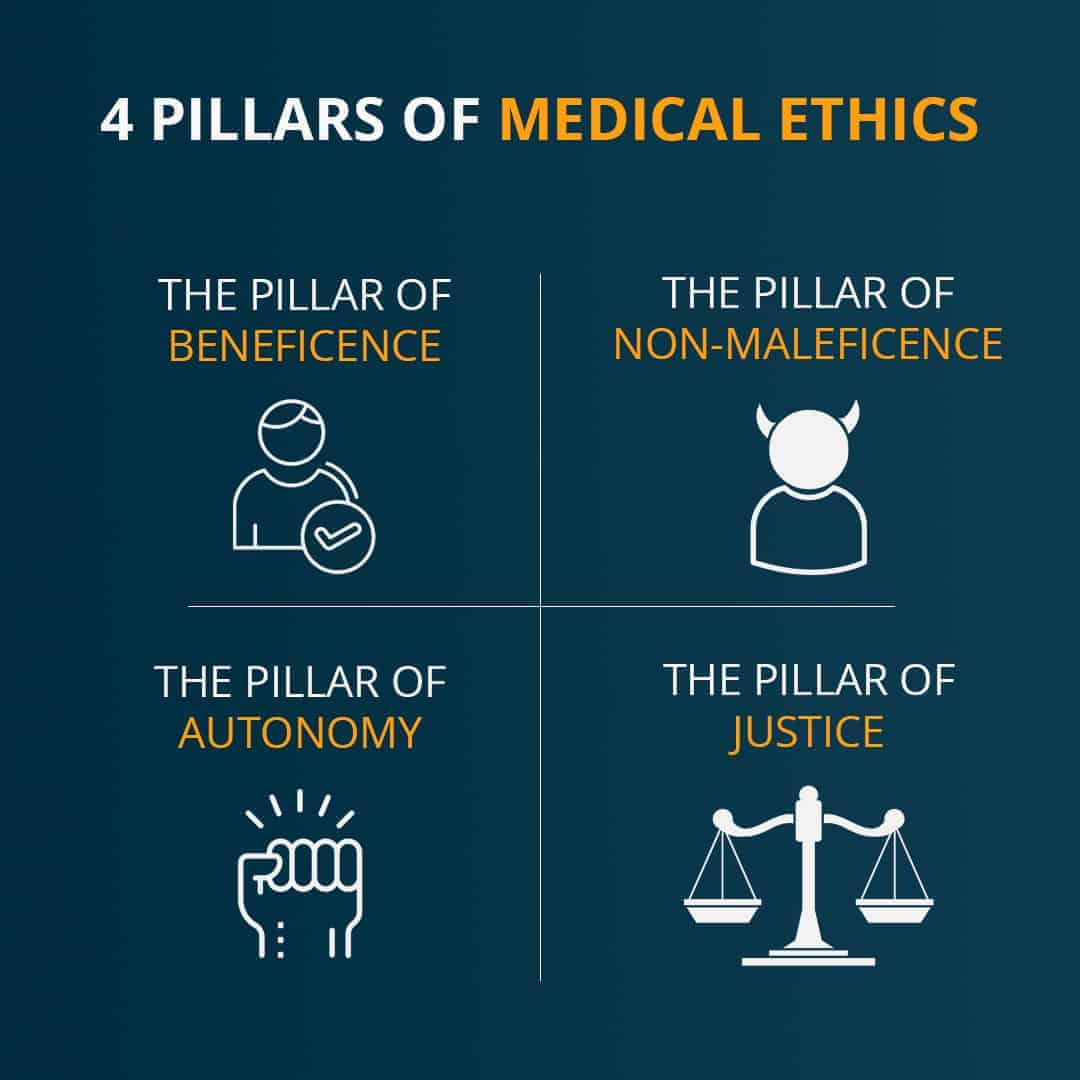 4 PILLARS OF MEDICAL ETHICS
THE PILLAR OF
BENEFICENCE
THE PILLAR OF
NON-MALEFICENCE
THE PILLAR OF
AUTONOMY
THE PILLAR OF
JUSTICE